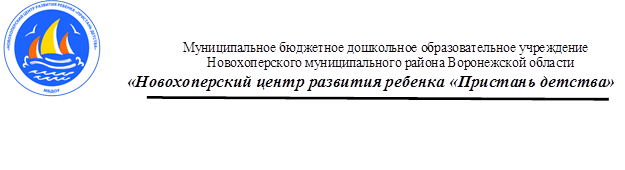 «НОВОХОПЕРСКИЙ ЦЕНТР РАЗВИТИЯ РЕБЕНКА «ПРИСТАНЬ ДЕТСТВА»
МБДОУ
Муниципальное бюджетное дошкольное образовательное учреждение
Новохоперского муниципального района Воронежской области
«Новохоперский центр развития ребенка «Пристань детства»